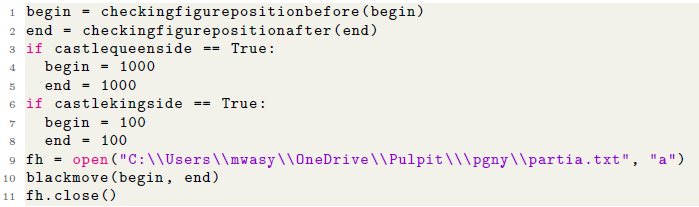 1 begin = checkingfigurepositionbefore(begin)
2 end = checkingfigurepositionafter(end)
3 if castlequeenside == True:
4   begin = 1000
5   end = 1000
6 if castlekingside == True:
7   begin = 100
8   end = 100
9 fh = open("C:\\Users\\mwasy\\OneDrive\\Pulpit\\\pgny\\partia.txt", "a")
10 blackmove(begin, end)
11 fh.close()